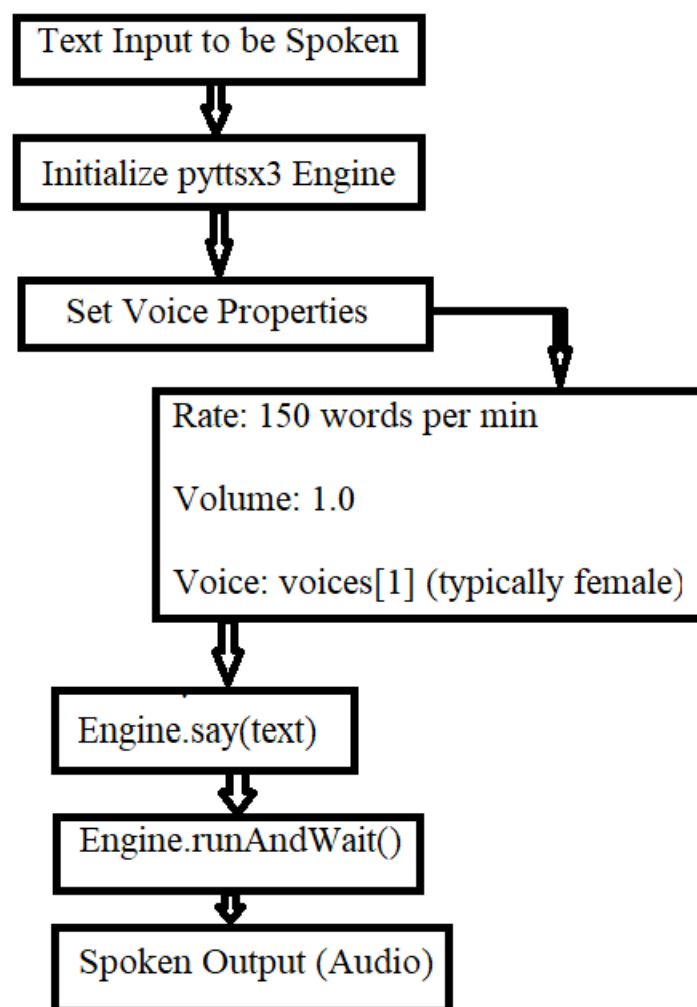 Text Input to be Spoken
Initialize pyttsx3 Engine
Set Voice Properties
Rate: 150 words per min
Volume: 1.0
Voice: voices[1] (typically female)
Engine.say(text)
Engine.runAndWait()
Spoken Output (Audio)